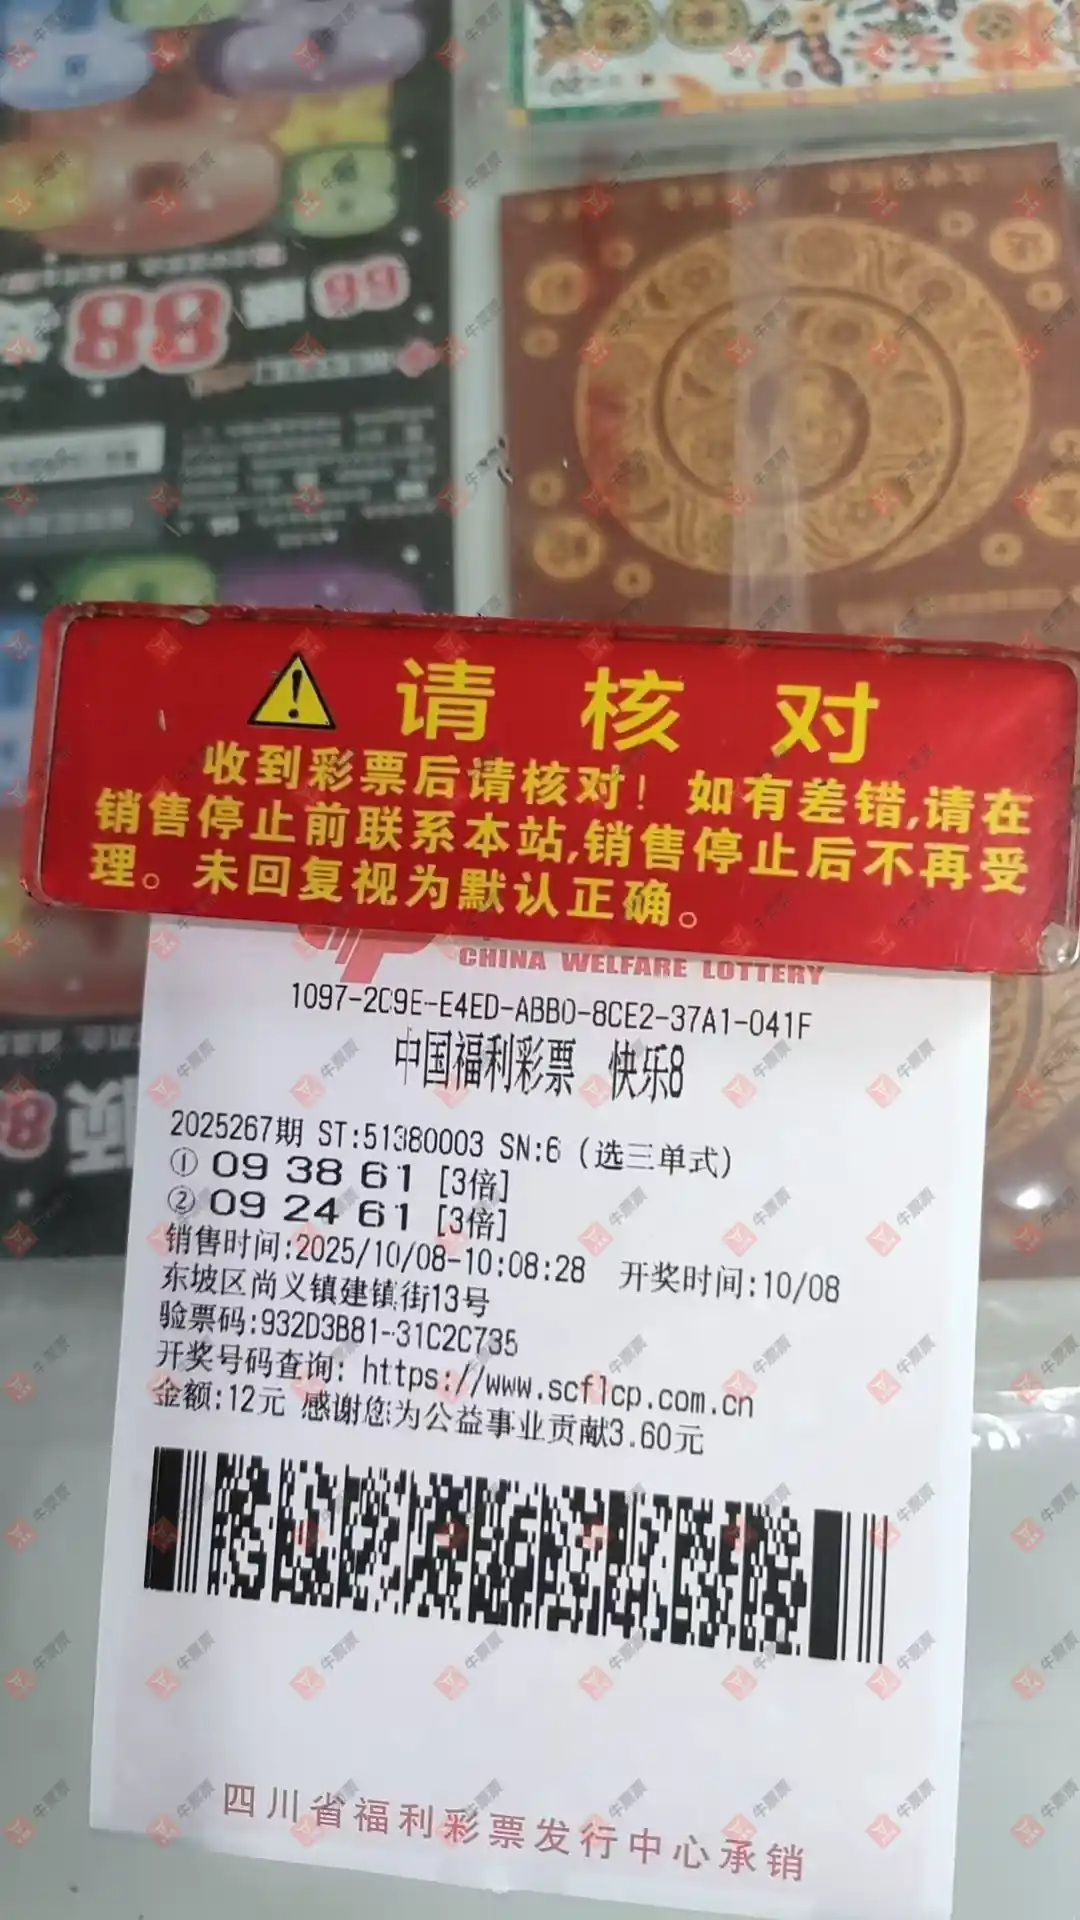 88
99
请核对
收到彩票后请核对！如有差错,请在
销售停止前联系本站,销售停止后不再受
理。未回复视为默认正确。
CHINA WELFARE LOTTERY
1097-2C9E-E4ED-ABB0-8CE2-37A1-041F
中国福利彩票 快乐8
2025267期 ST:51380003 SN:6 (选三单式)
① 09 38 61 [3倍]
② 09 24 61 [3倍]
销售时间:2025/10/08-10:08:28 开奖时间:10/08
东坡区尚义镇建镇街13号
验票码:932D3B81-31C2C735
开奖号码查询: https://www.scflcp.com.cn
金额:12元 感谢您为公益事业贡献3.60元
四川省福利彩票发行中心承销
牛票票